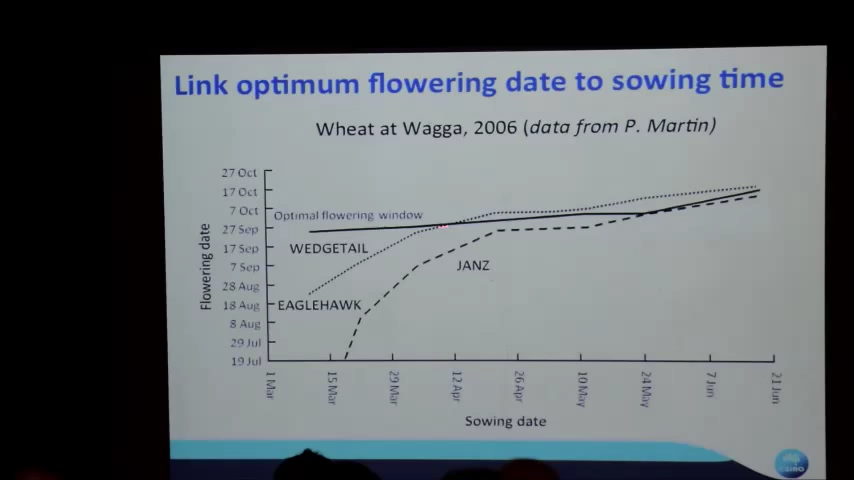 Link optimum flowering date to sowing time
Wheat at Wagga, 2006 (data from P. Martin)
27 Oct
17 Oct
7 Oct
27 Sep
17 Sep
7 Sep
28 Aug
18 Aug
8 Aug
29 Jul
19 Jul
Flowering date
Optimal flowering window
WEDGETAIL
JANZ
EAGLEHAWK
1 Mar
15 Mar
29 Mar
12 Apr
26 Apr
10 May
24 May
7 Jun
21 Jun
Sowing date
CSIRO